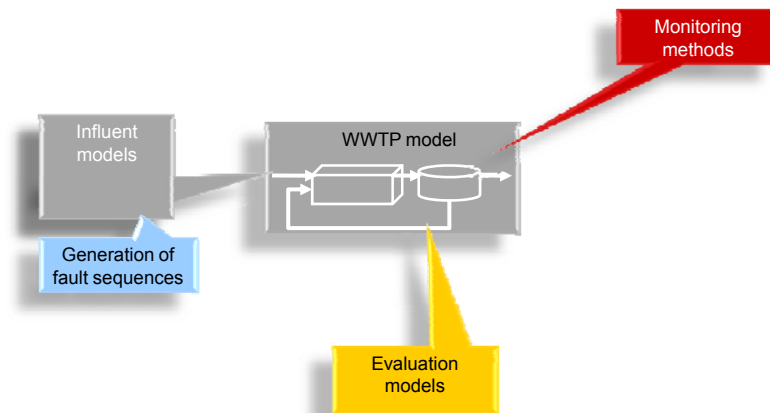 Monitoring
methods
Influent
models
WWTP model
Generation of
fault sequences
Evaluation
models